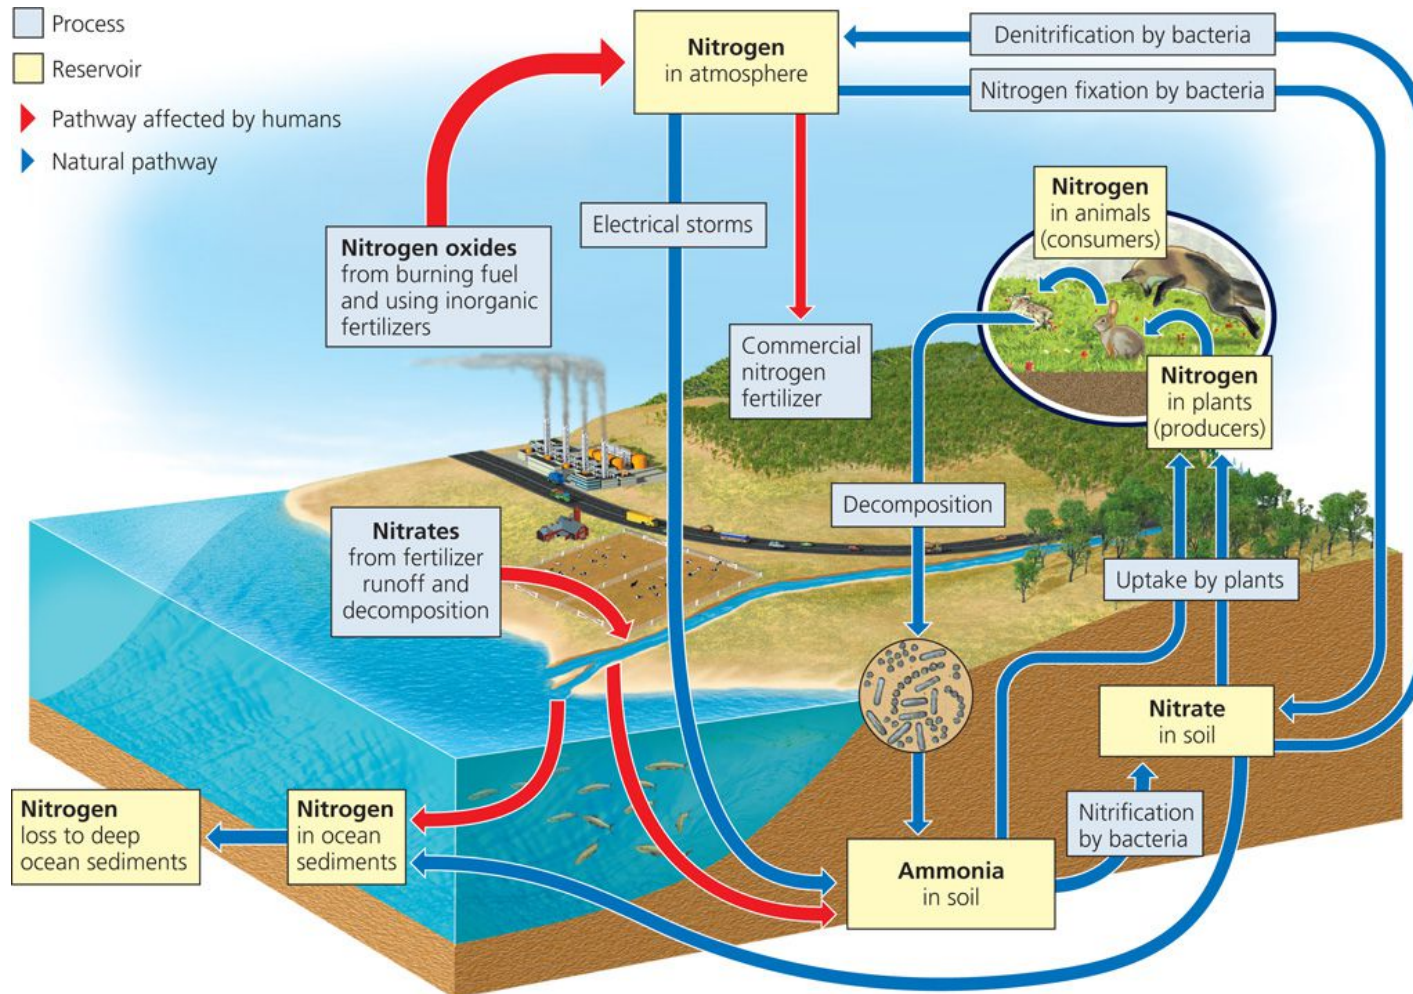 Process
Reservoir
Pathway affected by humans
Natural pathway
Nitrogen
in atmosphere
Denitrification by bacteria
Nitrogen fixation by bacteria
Nitrogen oxides
from burning fuel
and using inorganic
fertilizers
Electrical storms
Commercial
nitrogen
fertilizer
Nitrogen
in animals
(consumers)
Nitrogen
in plants
(producers)
Decomposition
Nitrates
from fertilizer
runoff and
decomposition
Uptake by plants
Nitrate
in soil
Nitrogen
loss to deep
ocean sediments
Nitrogen
in ocean
sediments
Nitrification
by bacteria
Ammonia
in soil